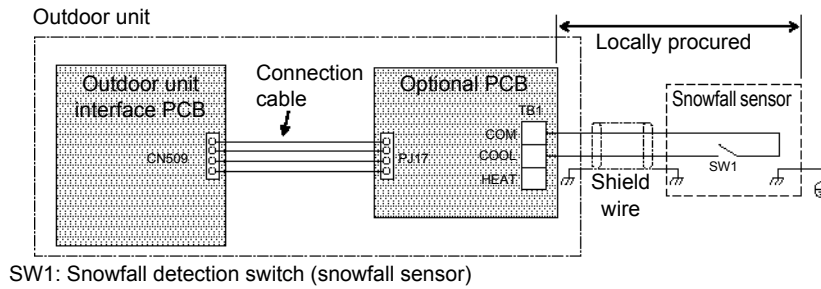 Outdoor unit
Locally procured
Outdoor unit
interface PCB
Connection
cable
Optional PCB
Snowfall sensor
TB1
COM
CN509
PJ17
COOL
SW1
HEAT
Shield
wire
SW1: Snowfall detection switch (snowfall sensor)